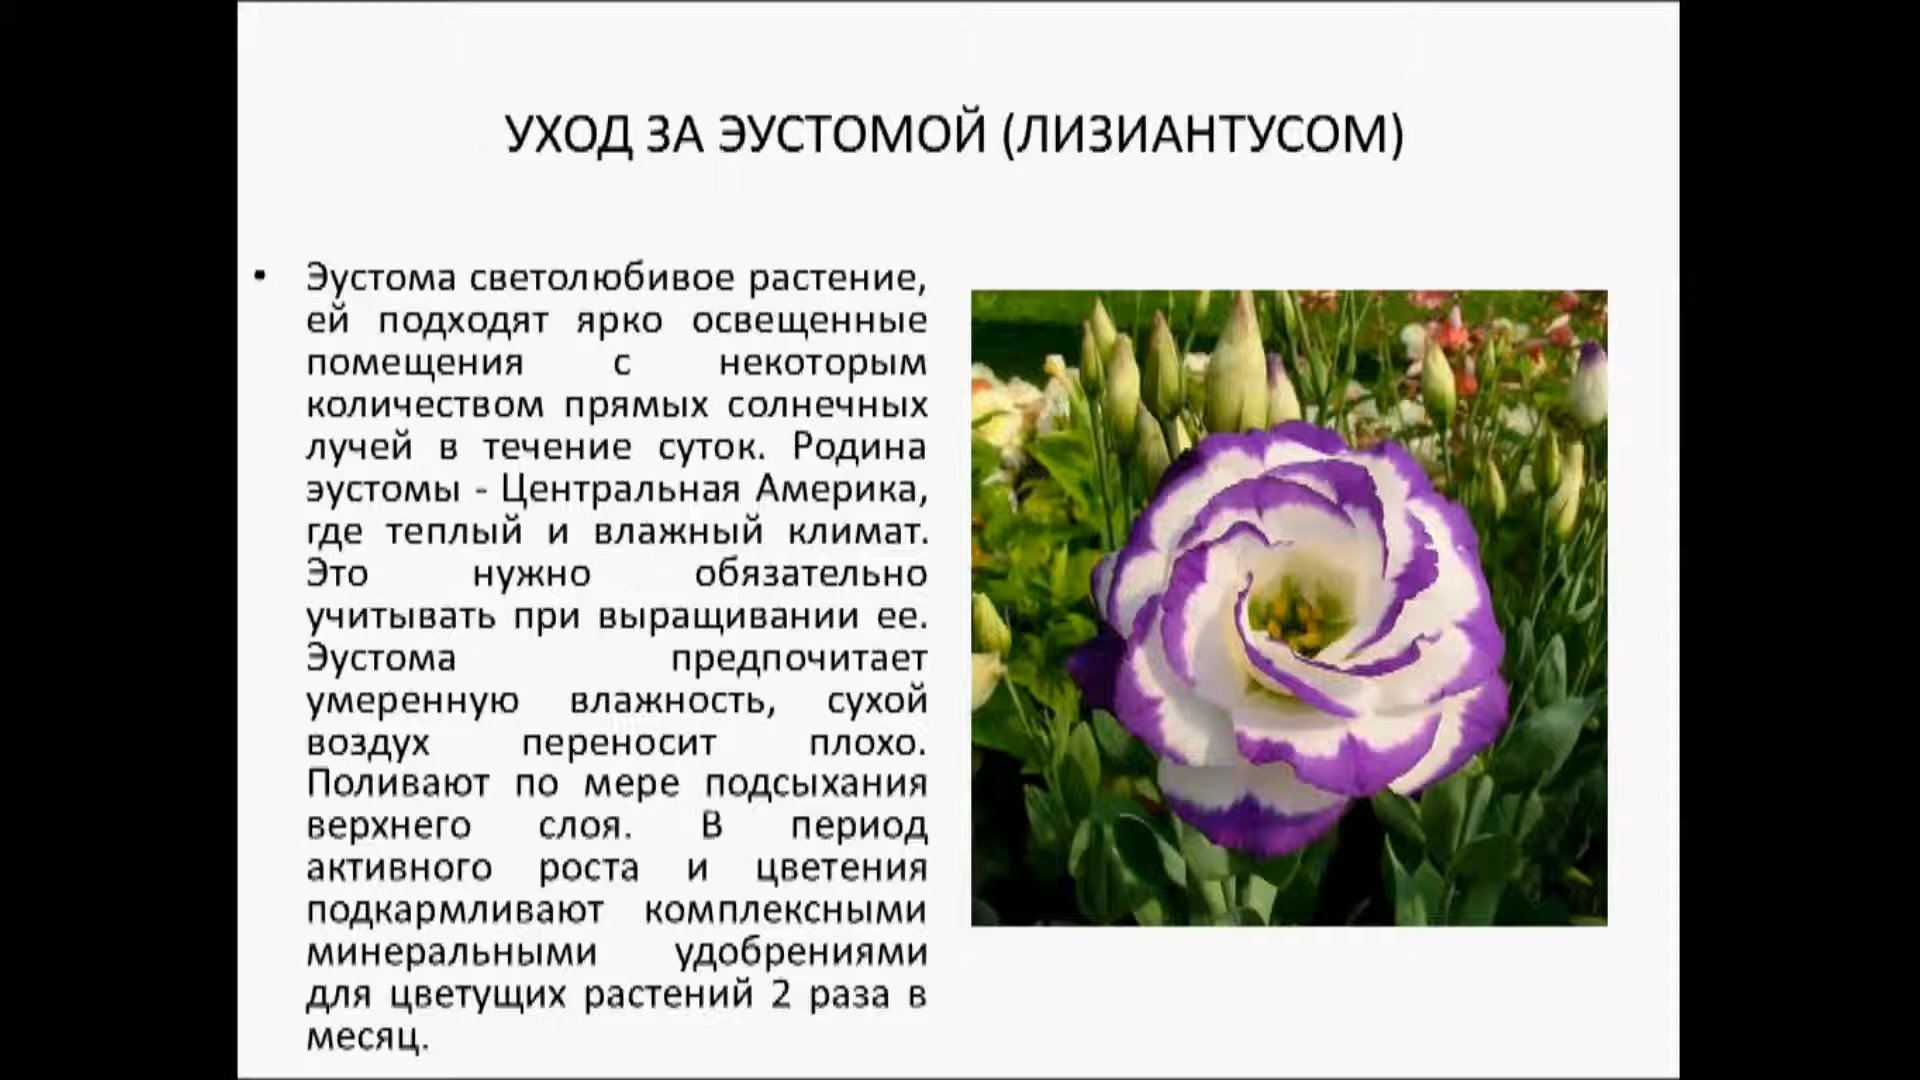 УХОД ЗА ЭУСТОМОЙ (ЛИЗИАНТУСОМ)
• Эустома светолюбивое растение,
ей подходят ярко освещенные
помещения с некоторым
количеством прямых солнечных
лучей в течение суток. Родина
эустомы - Центральная Америка,
где теплый и влажный климат.
Это нужно обязательно
учитывать при выращивании ее.
Эустома предпочитает
умеренную влажность, сухой
воздух переносит плохо.
Поливают по мере подсыхания
верхнего слоя. В период
активного роста и цветения
подкармливают комплексными
минеральными удобрениями
для цветущих растений 2 раза в
месяц.